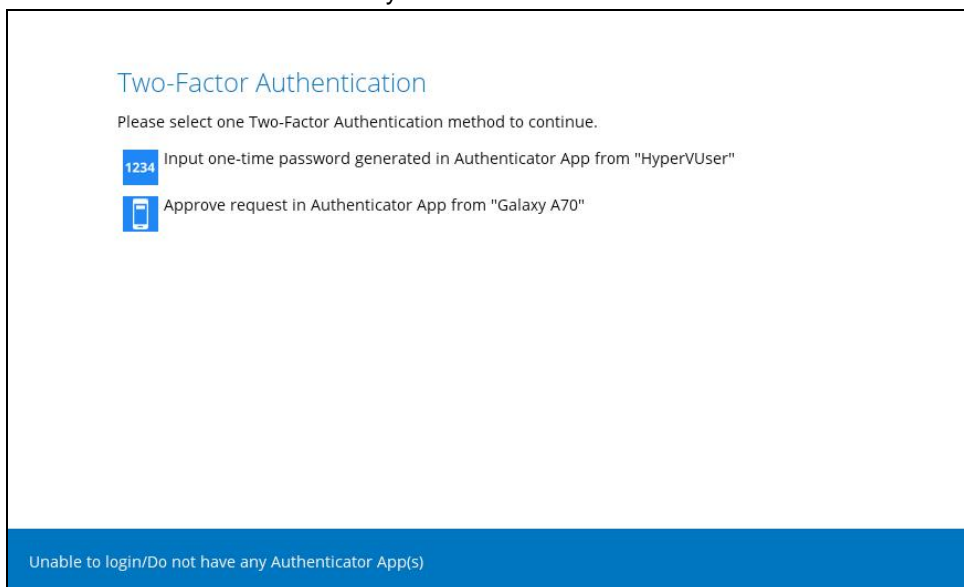 Two-Factor Authentication
Please select one Two-Factor Authentication method to continue.
1234 Input one-time password generated in Authenticator App from "HyperVUser"
Approve request in Authenticator App from "Galaxy A70"
Unable to login/Do not have any Authenticator App(s)